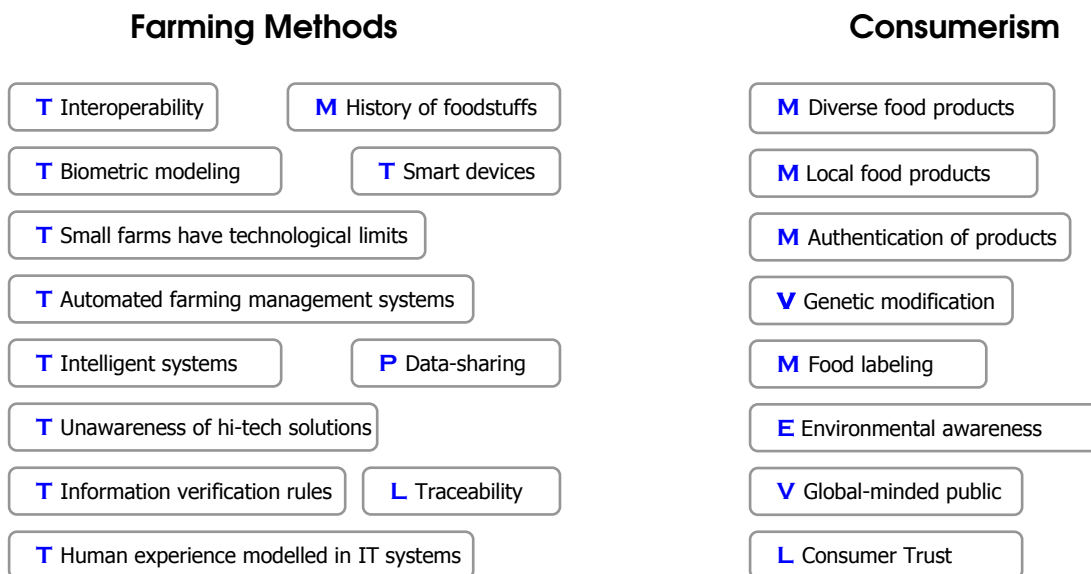 Farming Methods
T Interoperability
M History of foodstuffs
T Biometric modeling
T Smart devices
T Small farms have technological limits
T Automated farming management systems
T Intelligent systems
P Data-sharing
T Unawareness of hi-tech solutions
T Information verification rules
L Traceability
T Human experience modelled in IT systems
Consumerism
M Diverse food products
M Local food products
M Authentication of products
V Genetic modification
M Food labeling
E Environmental awareness
V Global-minded public
L Consumer Trust